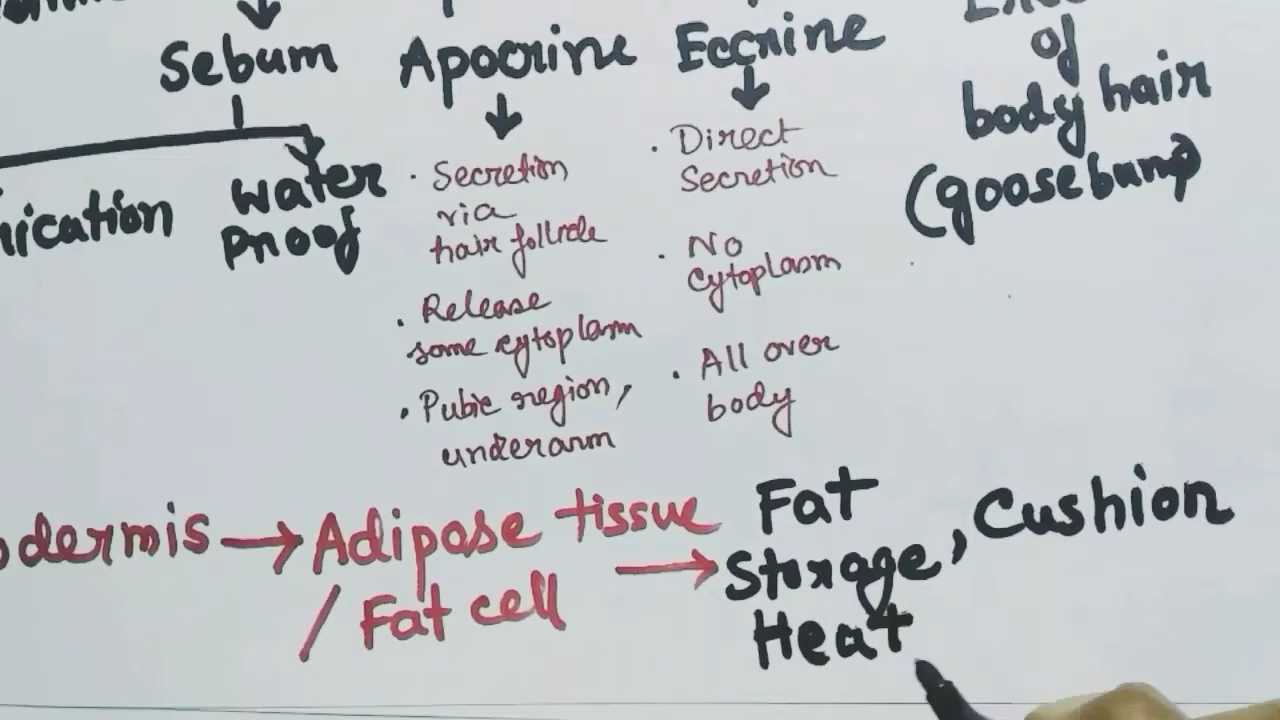 Sebum
Apocrine
Eccrine
of
body hair
(goosebump)
water
proof
• Secretion
via
hair follicle
• Release
some cytoplasm
• Pubic region,
underarm
• Direct
Secretion
• No
Cytoplasm
• All over
body
dermis → Adipose tissue
/ Fat cell
→ Fat
Storage, Cushion
Heat